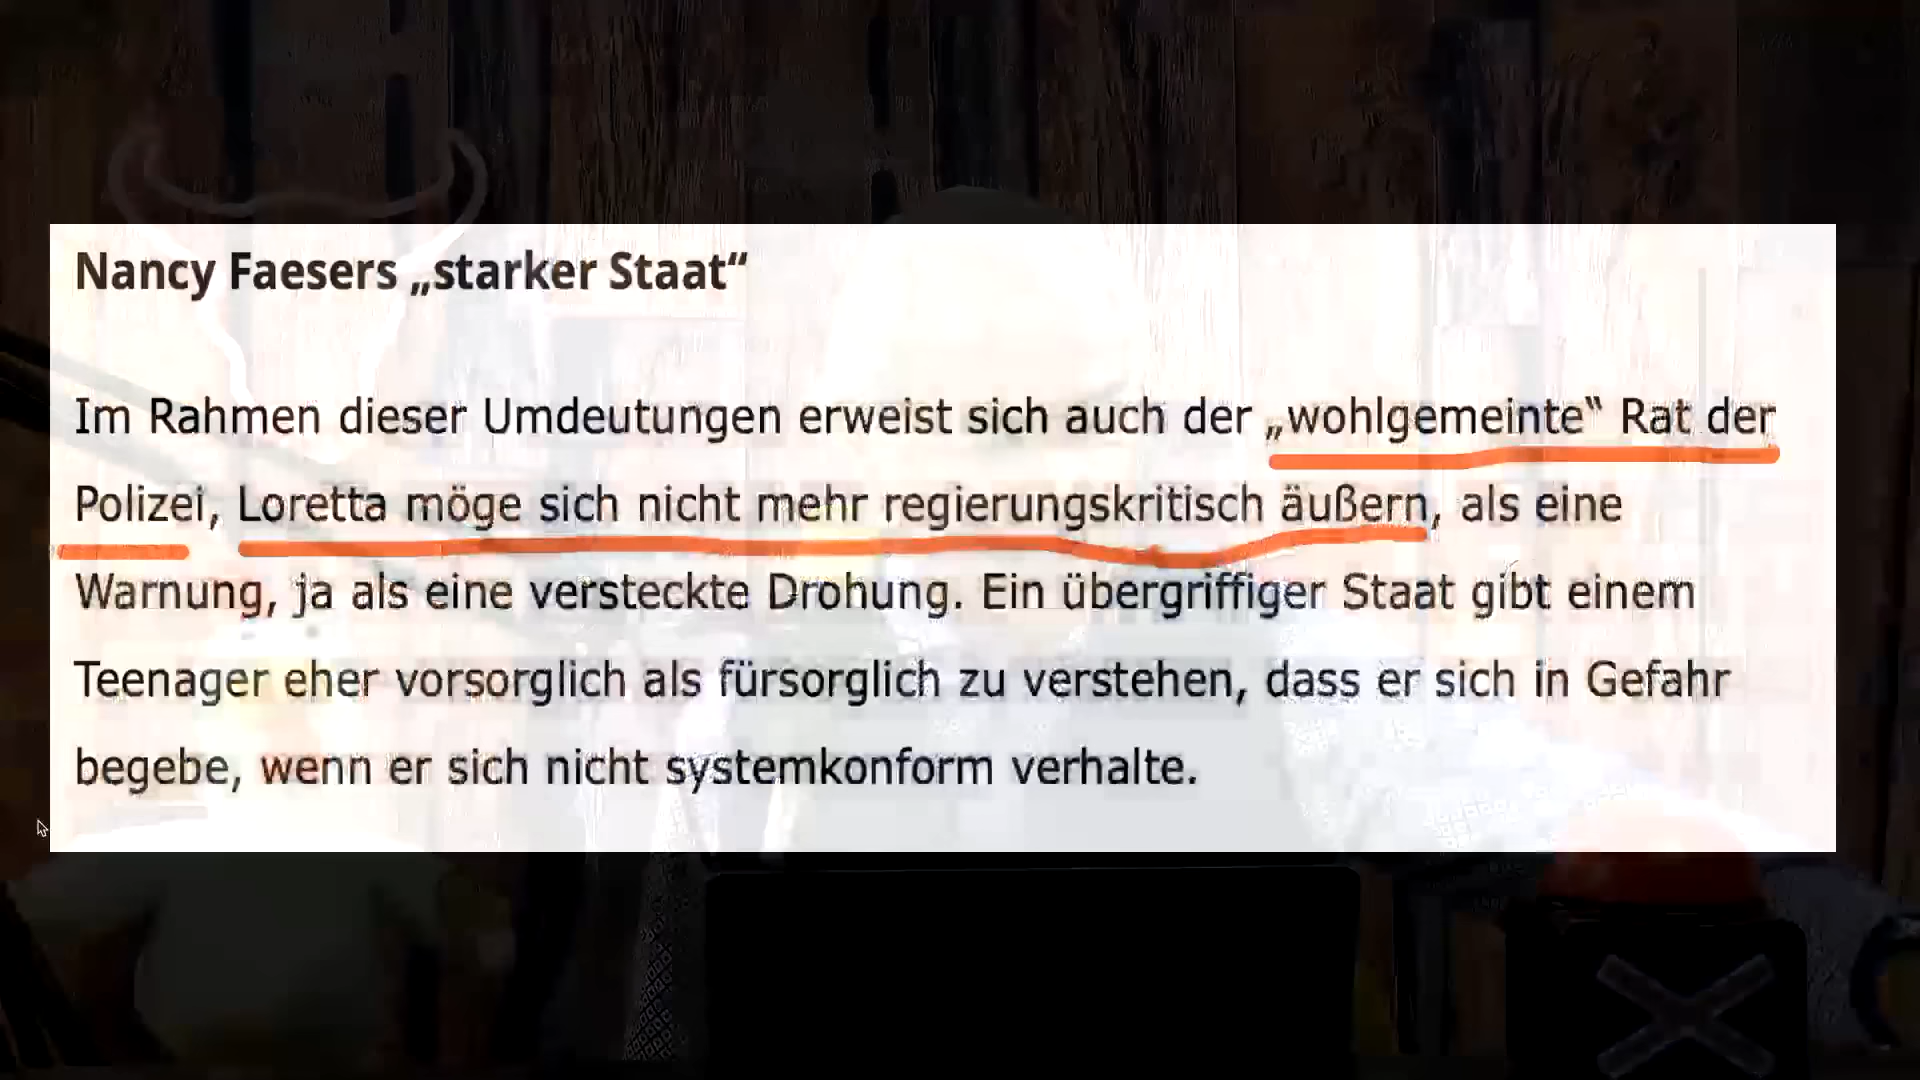 Nancy Faesers „starker Staat“
Im Rahmen dieser Umdeutungen erweist sich auch der „wohlgemeinte“ Rat der
Polizei, Loretta möge sich nicht mehr regierungskritisch äußern, als eine
Warnung, ja als eine versteckte Drohung. Ein übergriffiger Staat gibt einem
Teenager eher vorsorglich als fürsorglich zu verstehen, dass er sich in Gefahr
begebe, wenn er sich nicht systemkonform verhalte.